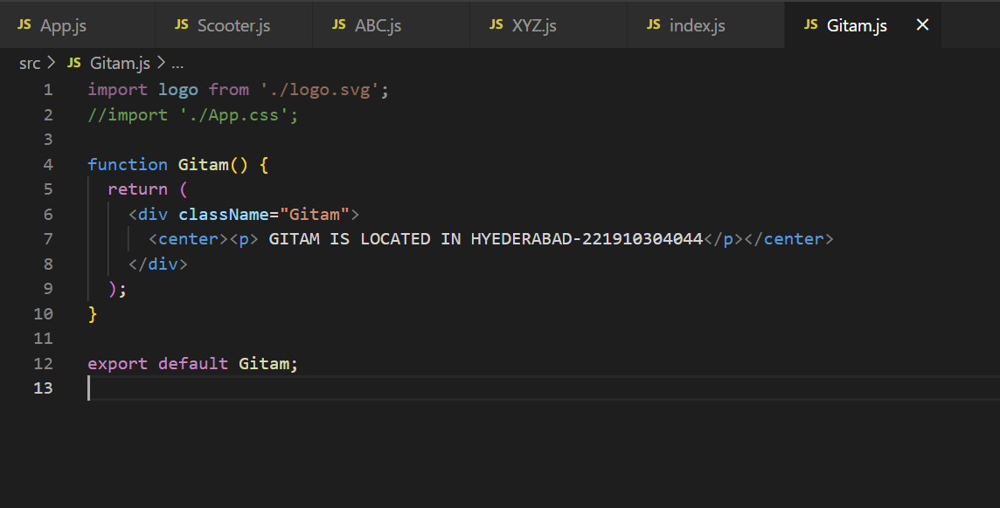 JS App.js JS Scooter.js JS ABC.js JS XYZ.js JS index.js JS Gitam.js ×
src > JS Gitam.js > ...
1 import logo from './logo.svg';
2 //import './App.css';
3
4 function Gitam() {
5   return (
6     <div className="Gitam">
7       <center><p> GITAM IS LOCATED IN HYEDERABAD-221910304044</p></center>
8     </div>
9   );
10 }
11
12 export default Gitam;
13